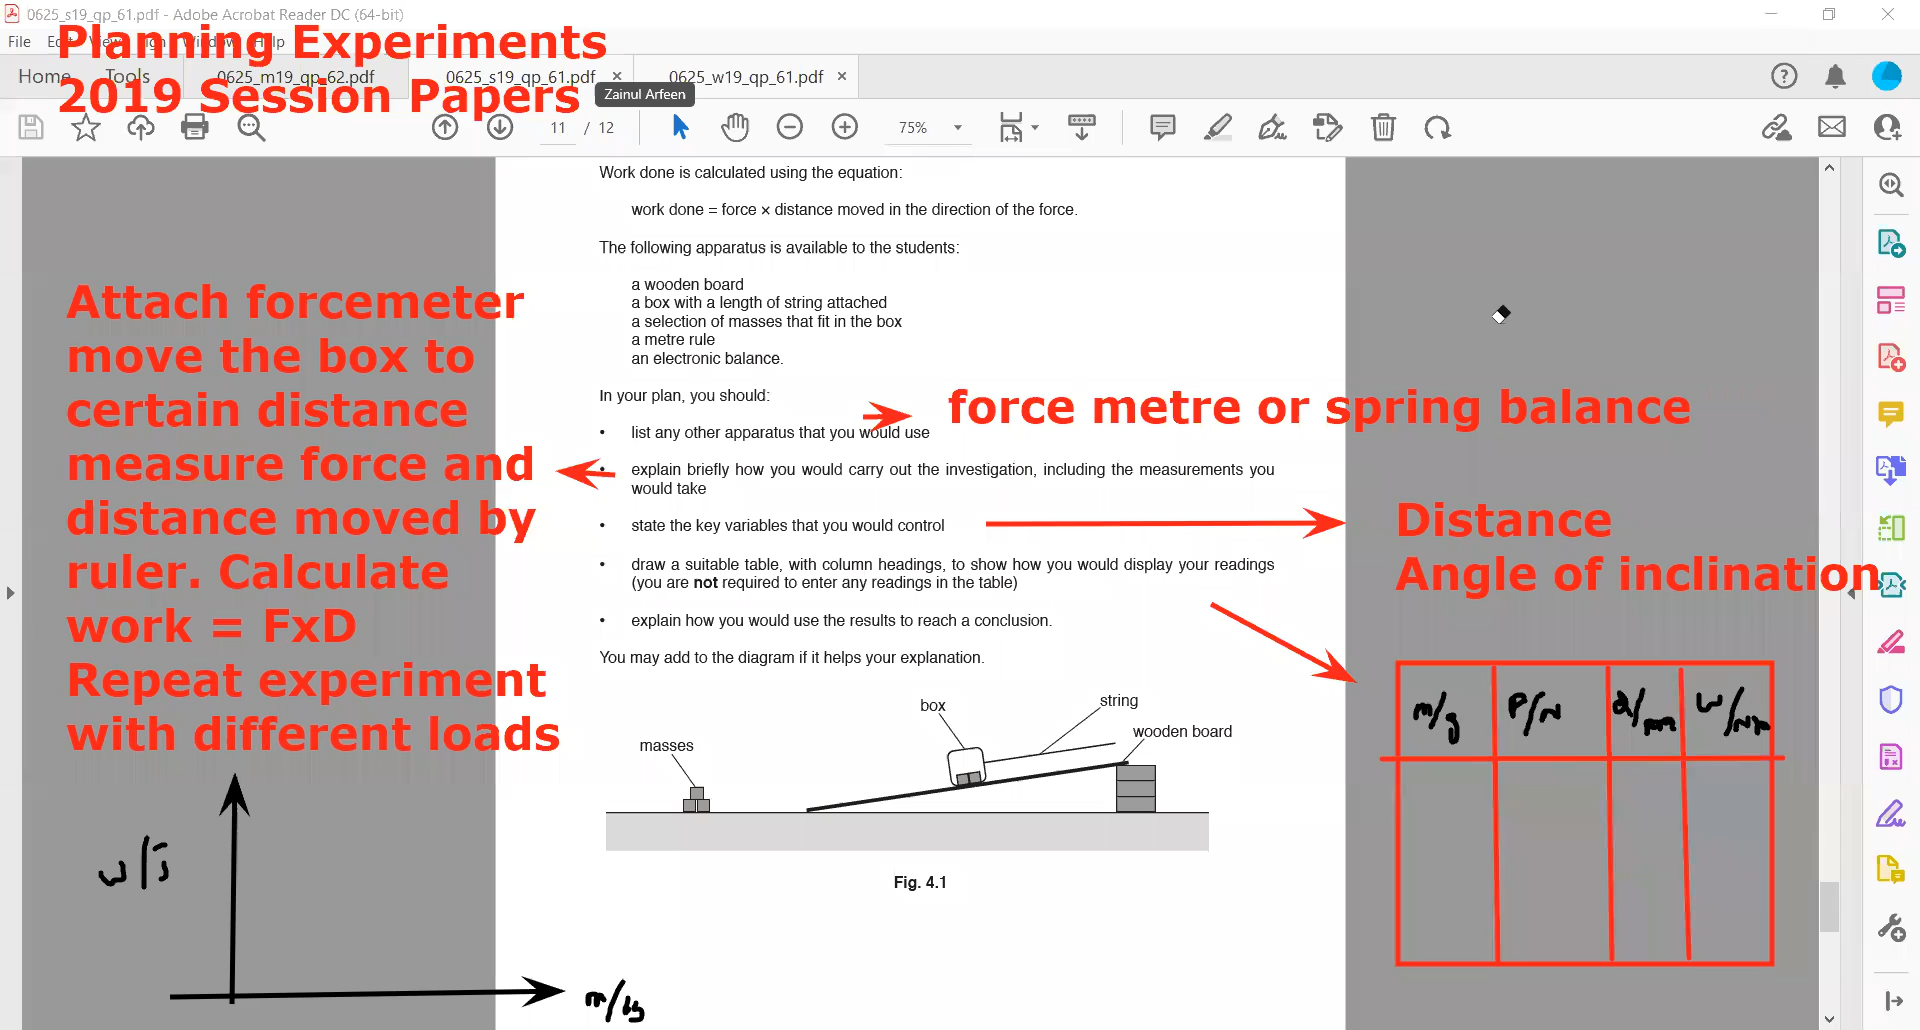 0625_s19_qp_61.pdf - Adobe Acrobat Reader DC (64-bit)
File Edit View Sign Window Help
Planning Experiments
2019 Session Papers
Home Tools 0625_m19_qp_62.pdf 0625_s19_qp_61.pdf × 0625_w19_qp_61.pdf ×
Zainul Arfeen
11 / 12 75%
Work done is calculated using the equation:
work done = force × distance moved in the direction of the force.
The following apparatus is available to the students:
a wooden board
a box with a length of string attached
a selection of masses that fit in the box
a metre rule
an electronic balance.
In your plan, you should:
• list any other apparatus that you would use
• explain briefly how you would carry out the investigation, including the measurements you
would take
• state the key variables that you would control
• draw a suitable table, with column headings, to show how you would display your readings
(you are not required to enter any readings in the table)
• explain how you would use the results to reach a conclusion.
You may add to the diagram if it helps your explanation.
box
string
wooden board
masses
Fig. 4.1
Attach forcemeter
move the box to
certain distance
measure force and
distance moved by
ruler. Calculate
work = FxD
Repeat experiment
with different loads
force metre or spring balance
Distance
Angle of inclination
m/g F/N d/mm W/Nm
w/J
m/kg